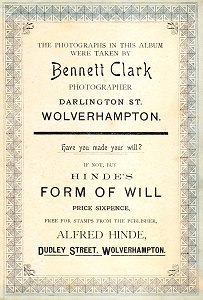 THE PHOTOGRAPHS IN THIS ALBUM
WERE TAKEN BY
Bennett Clark
PHOTOGRAPHER
DARLINGTON ST.
WOLVERHAMPTON.
Have you made your will?
IF NOT, BUY
HINDE'S
FORM OF WILL
PRICE SIXPENCE,
FREE FOR STAMPS FROM THE PUBLISHER,
ALFRED HINDE,
DUDLEY STREET, WOLVERHAMPTON.